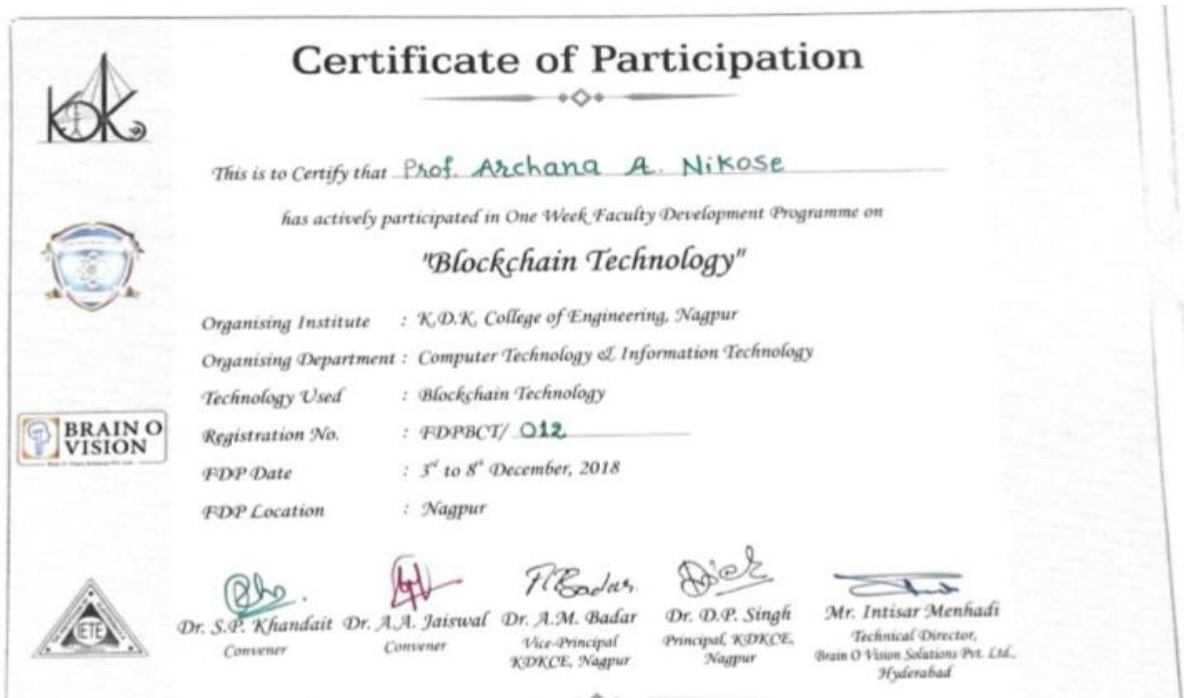 Certificate of Participation
KDK
This is to Certify that Prof. Archana A. Nikose
has actively participated in One Week Faculty Development Programme on
"Blockchain Technology"
Organising Institute : K.D.K. College of Engineering, Nagpur
Organising Department : Computer Technology & Information Technology
Technology Used : Blockchain Technology
BRAIN O
VISION
Registration No. : FDPBCT/ 012
FDP Date : 3rd to 8th December, 2018
FDP Location : Nagpur
IETE
Dr. S.P. Khandait Dr. A.A. Jaiswal Dr. A.M. Badar Dr. D.P. Singh Mr. Intisar Menhadi
Convener Convener Vice-Principal Principal, KDKCE, Technical Director,
KDKCE, Nagpur Nagpur Brain O Vision Solutions Pvt. Ltd.,
Hyderabad